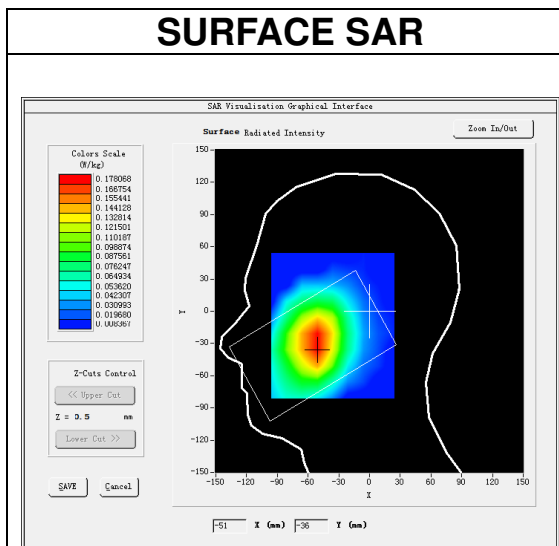 SURFACE SAR
SAR Visualisation Graphical Interface
Surface Radiated Intensity
Zoom In/Out
Colors Scale
(W/kg)
0.178068
0.166754
0.155441
0.144128
0.132814
0.121501
0.110187
0.098874
0.087561
0.076247
0.064934
0.053620
0.042307
0.030993
0.019680
0.008367
Z-Cuts Control
<< Upper Cut
Z = 0.5 mm
Lower Cut >>
SAVE Cancel
150
120
90
60
30
0
-30
-60
-90
-120
-150
Y
-150 -120 -90 -60 -30 0 30 60 90 120 150
X
-51 X (mm) -36 Y (mm)